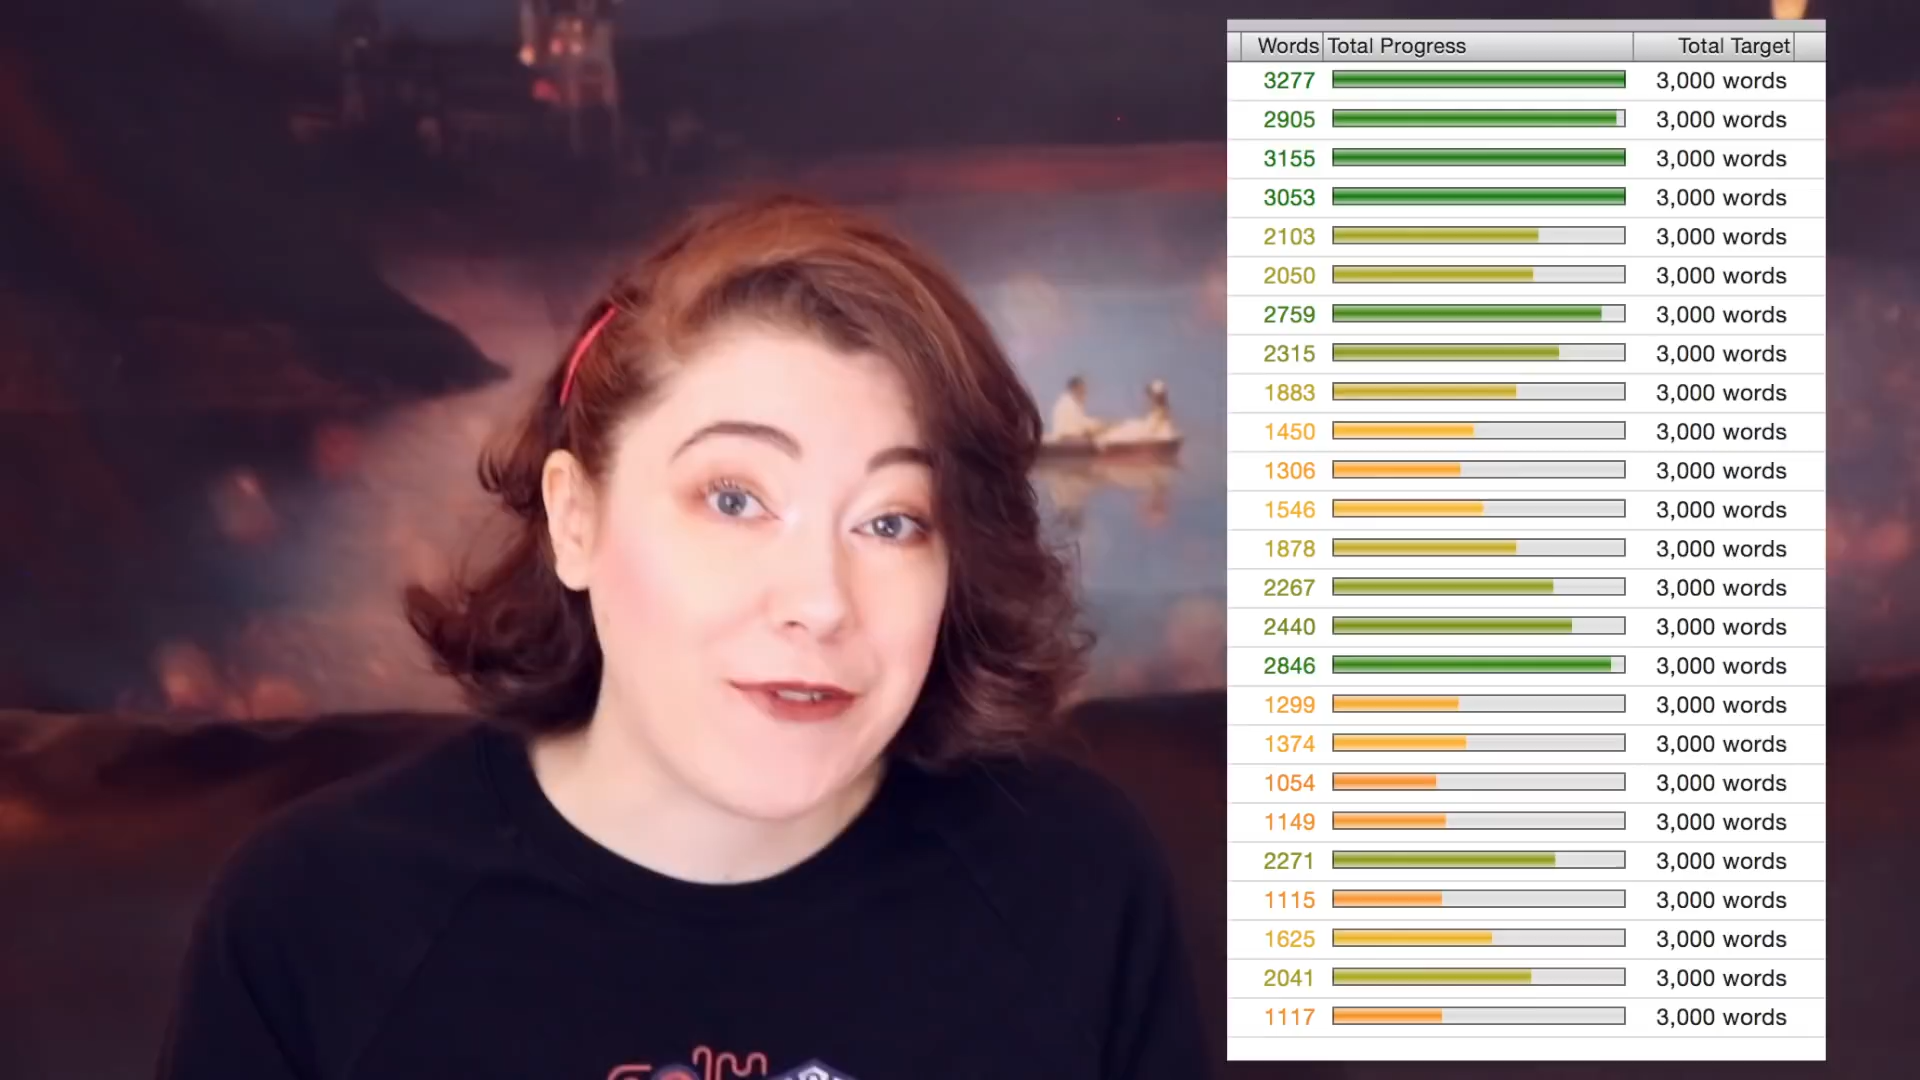 Words Total Progress Total Target
3277 3,000 words
2905 3,000 words
3155 3,000 words
3053 3,000 words
2103 3,000 words
2050 3,000 words
2759 3,000 words
2315 3,000 words
1883 3,000 words
1450 3,000 words
1306 3,000 words
1546 3,000 words
1878 3,000 words
2267 3,000 words
2440 3,000 words
2846 3,000 words
1299 3,000 words
1374 3,000 words
1054 3,000 words
1149 3,000 words
2271 3,000 words
1115 3,000 words
1625 3,000 words
2041 3,000 words
1117 3,000 words